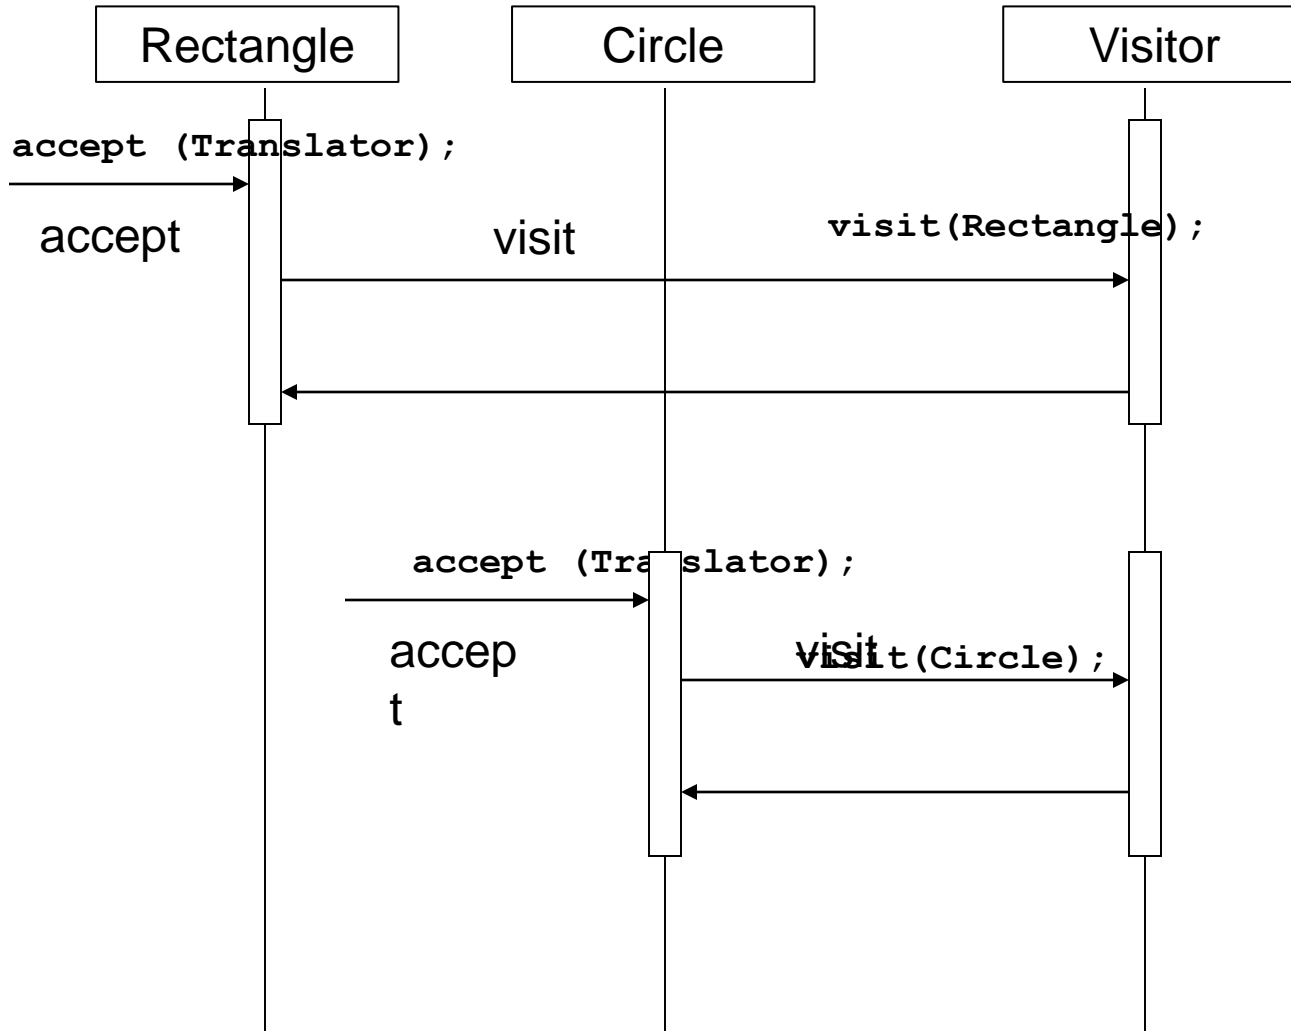 Rectangle Circle Visitor
accept (Translator);
accept visit visit(Rectangle);
accept (Translator);
accep visit visit(Circle);
t